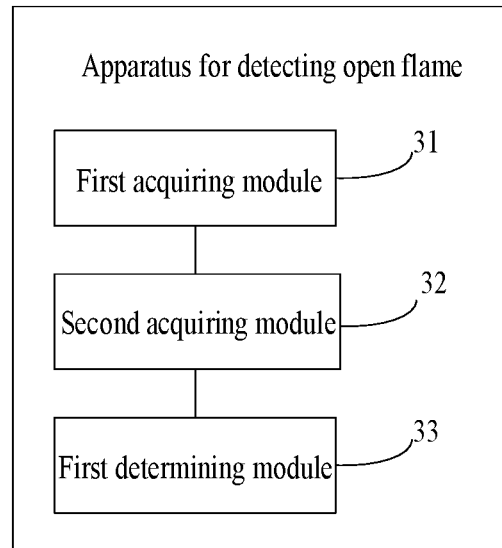 Apparatus for detecting open flame
31
First acquiring module
32
Second acquiring module
33
First determining module